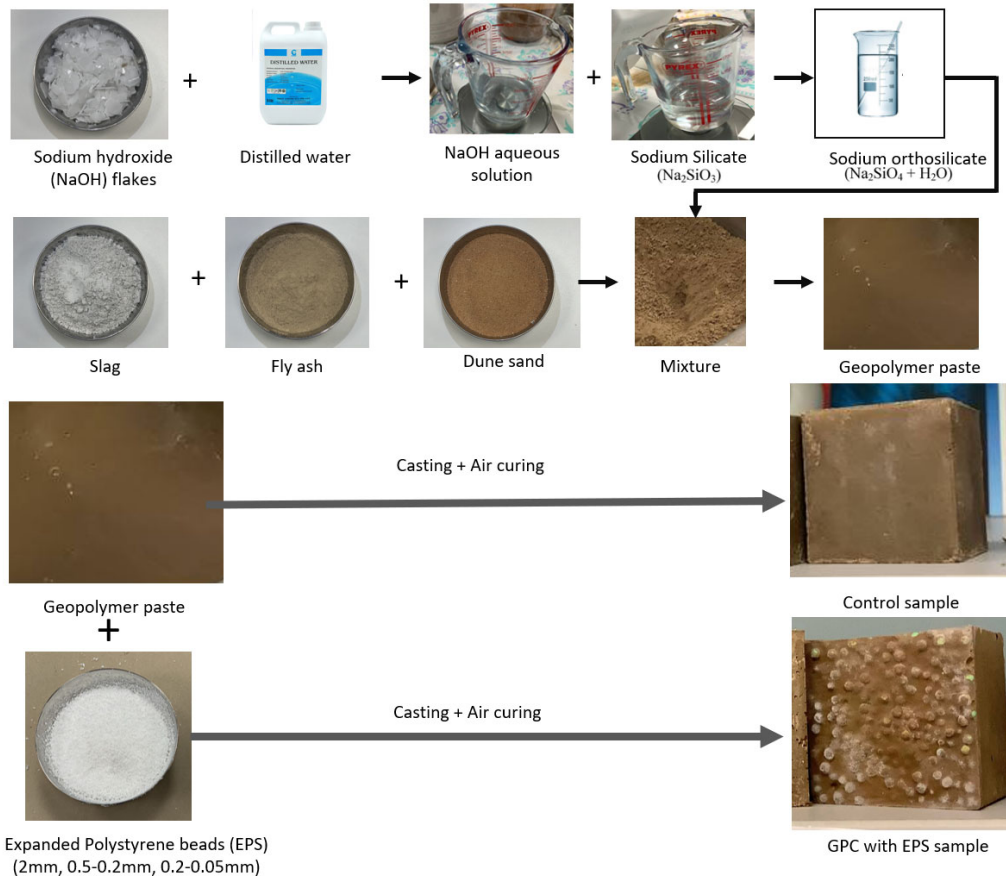 +
DISTILLED WATER
+
PYREX
Sodium hydroxide
(NaOH) flakes
Distilled water
NaOH aqueous
solution
Sodium Silicate
(Na₂SiO₃)
Sodium orthosilicate
(Na₂SiO₄ + H₂O)
+
+
Slag
Fly ash
Dune sand
Mixture
Geopolymer paste
Casting + Air curing
Geopolymer paste
Control sample
+
Casting + Air curing
Expanded Polystyrene beads (EPS)
(2mm, 0.5-0.2mm, 0.2-0.05mm)
GPC with EPS sample